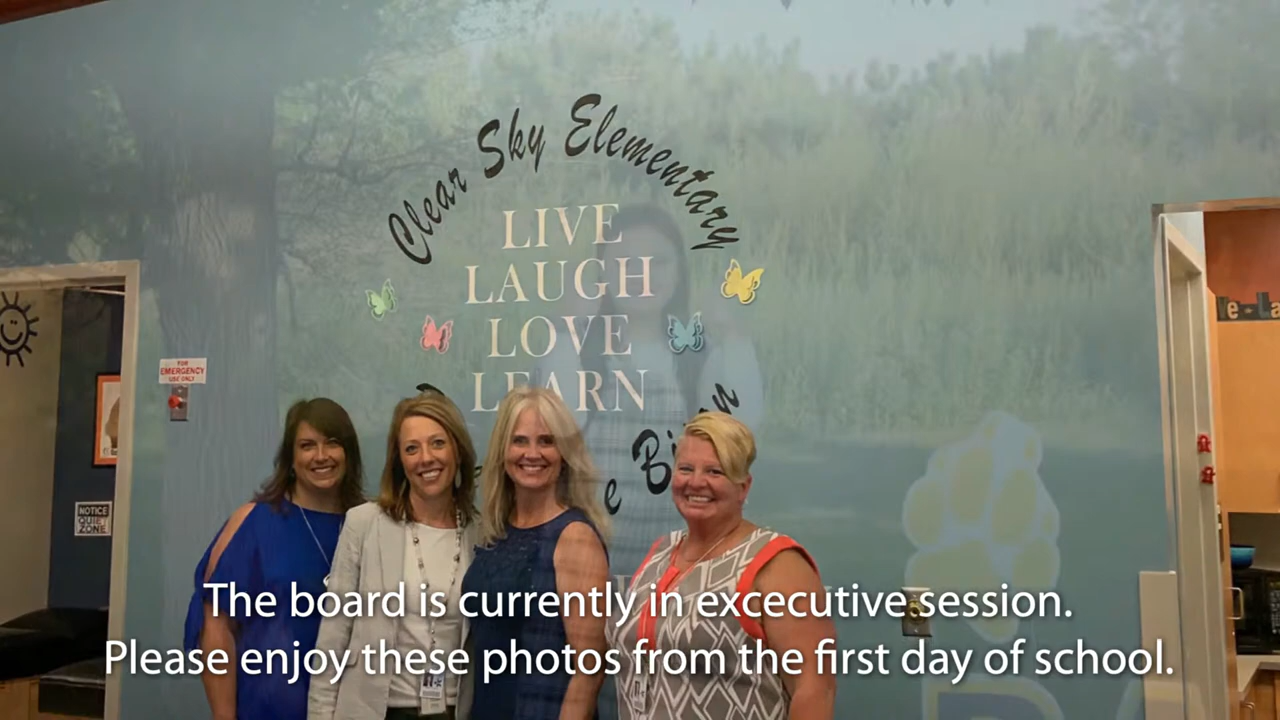 Clear Sky Elementary
LIVE
LAUGH
LOVE
LEARN
FOR
EMERGENCY
USE ONLY
NOTICE
QUIET
ZONE
The board is currently in excecutive session.
Please enjoy these photos from the first day of school.